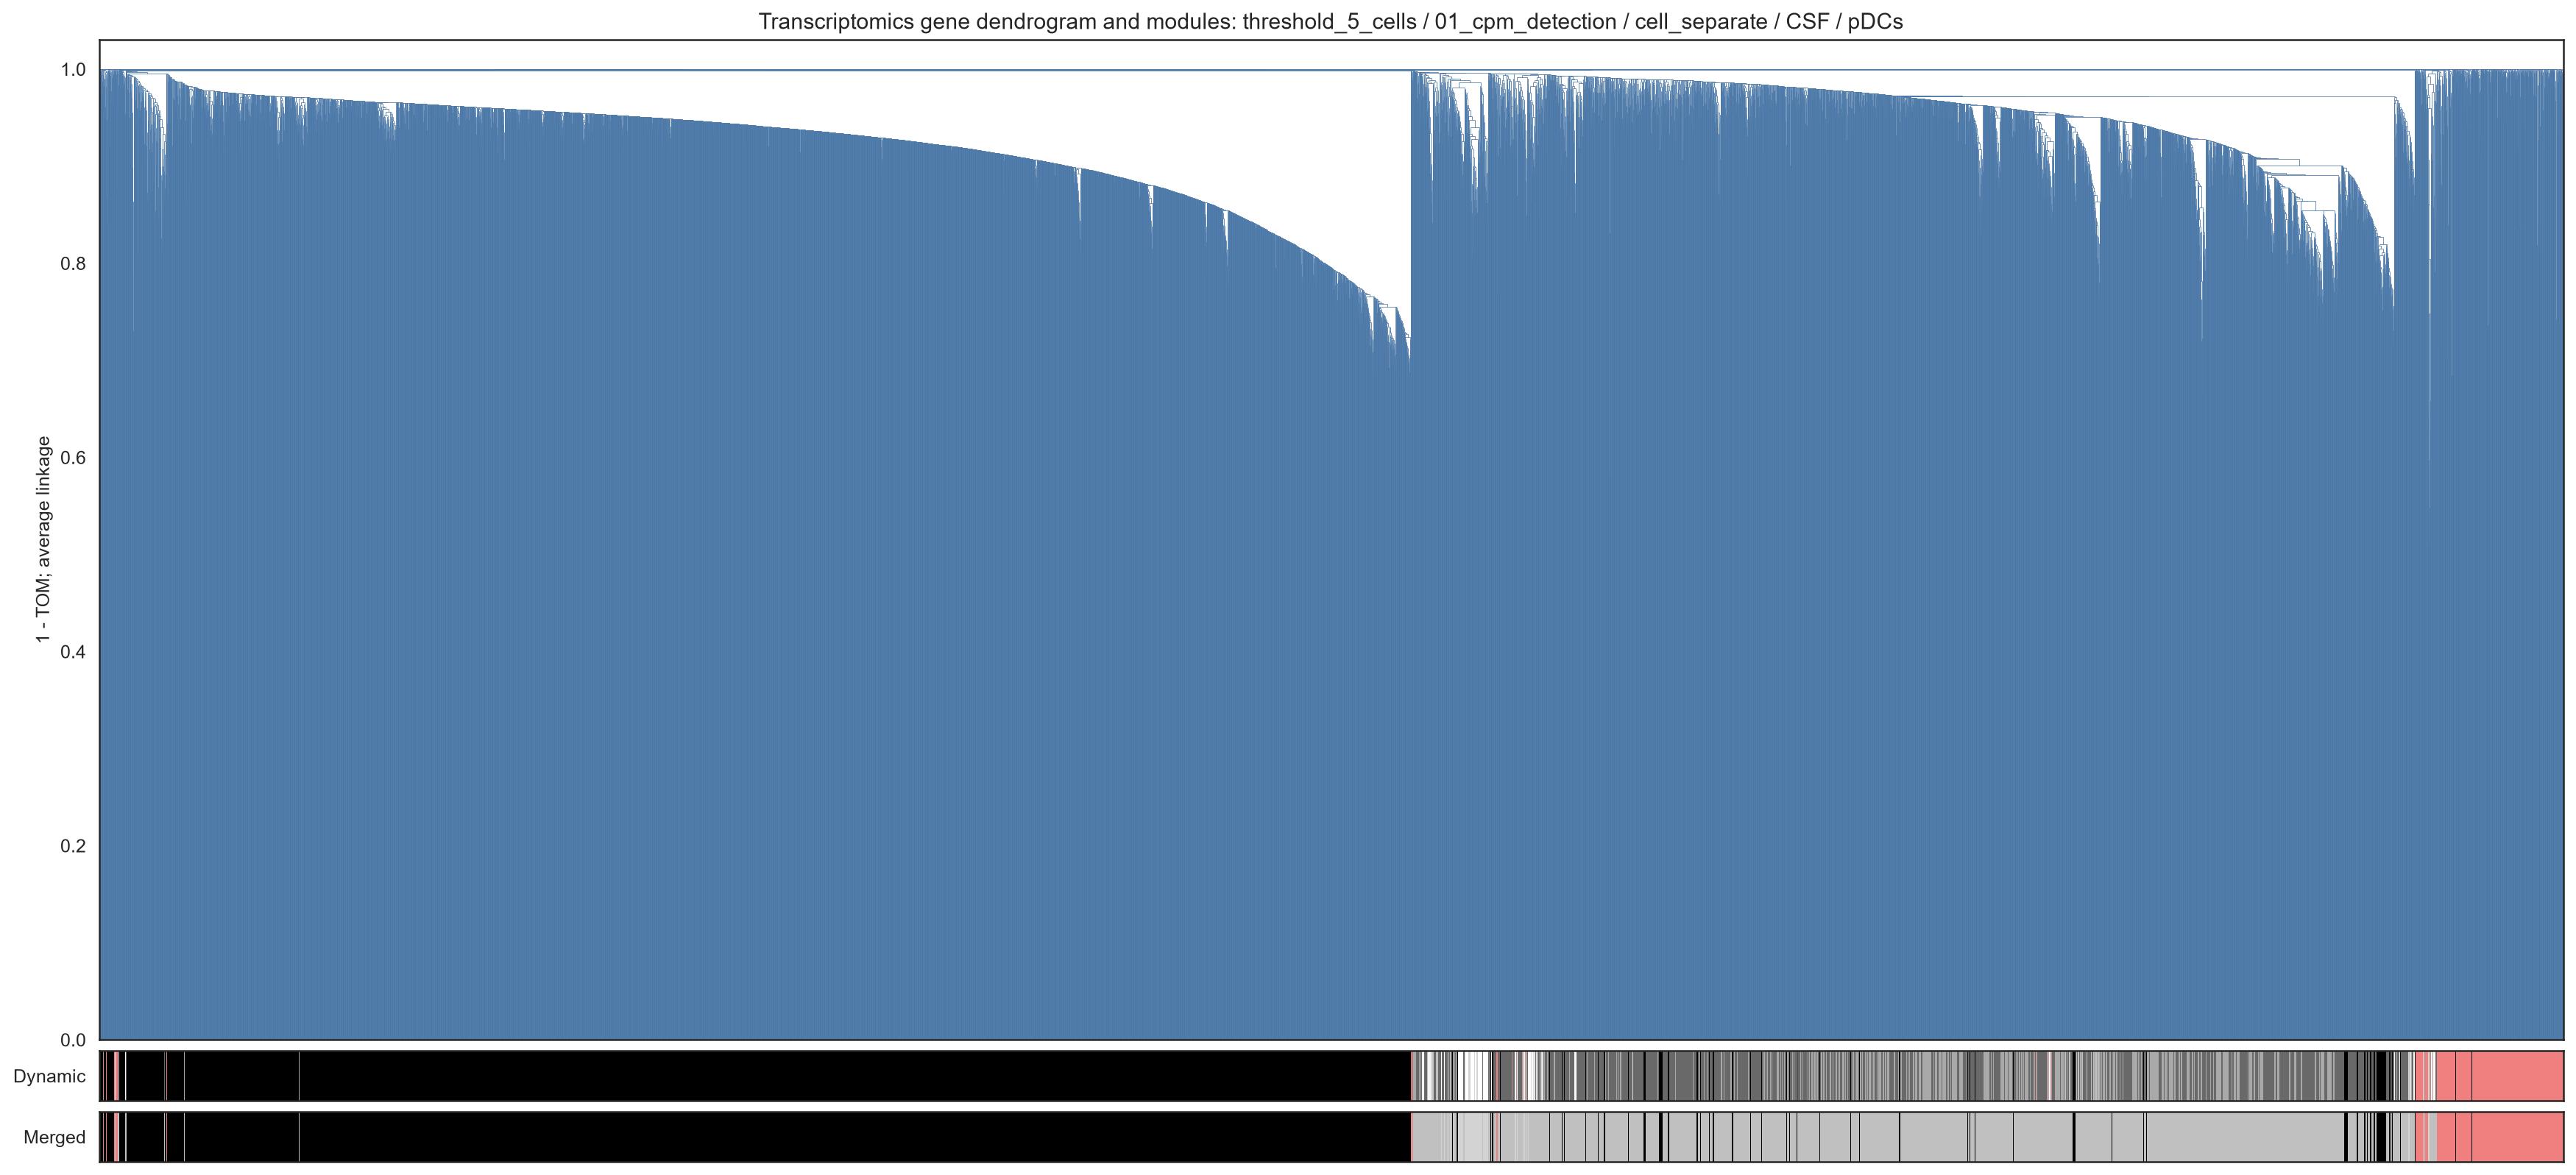 Transcriptomics gene dendrogram and modules: threshold_5_cells / 01_cpm_detection / cell_separate / CSF / pDCs
1.0
0.8
0.6
0.4
0.2
0.0
1 - TOM; average linkage
Dynamic
Merged